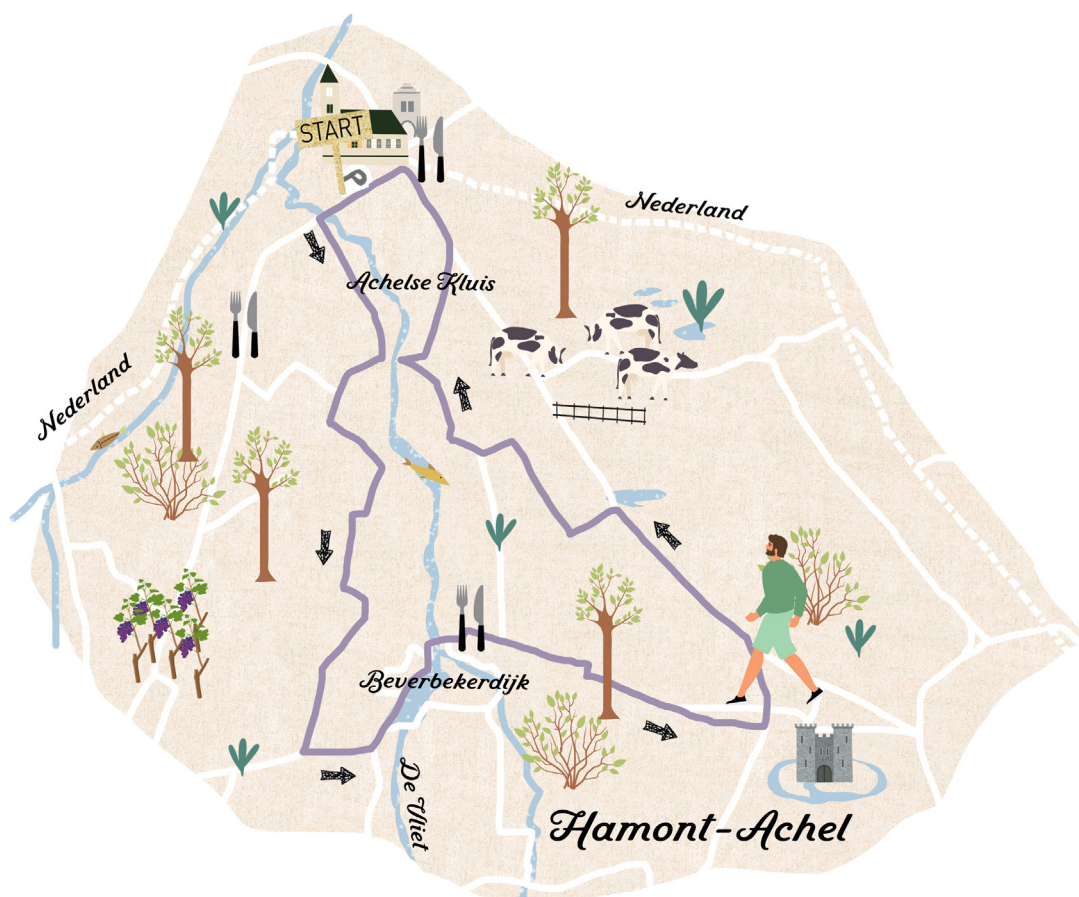 START
P
Nederland
Achelse Kluis
Nederland
Beverbekerdijk
De Vliet
Hamont-Achel